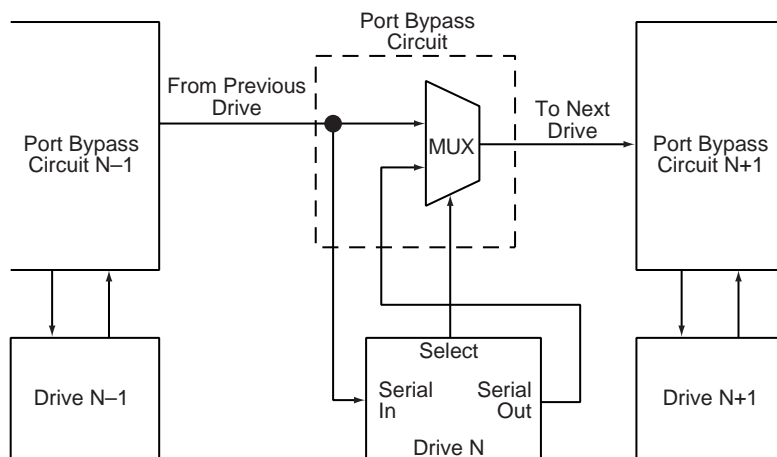 Port Bypass
Circuit
From Previous
Drive
To Next
Drive
Port Bypass
Circuit N–1
MUX
Port Bypass
Circuit N+1
Select
Drive N–1
Serial
In
Serial
Out
Drive N+1
Drive N